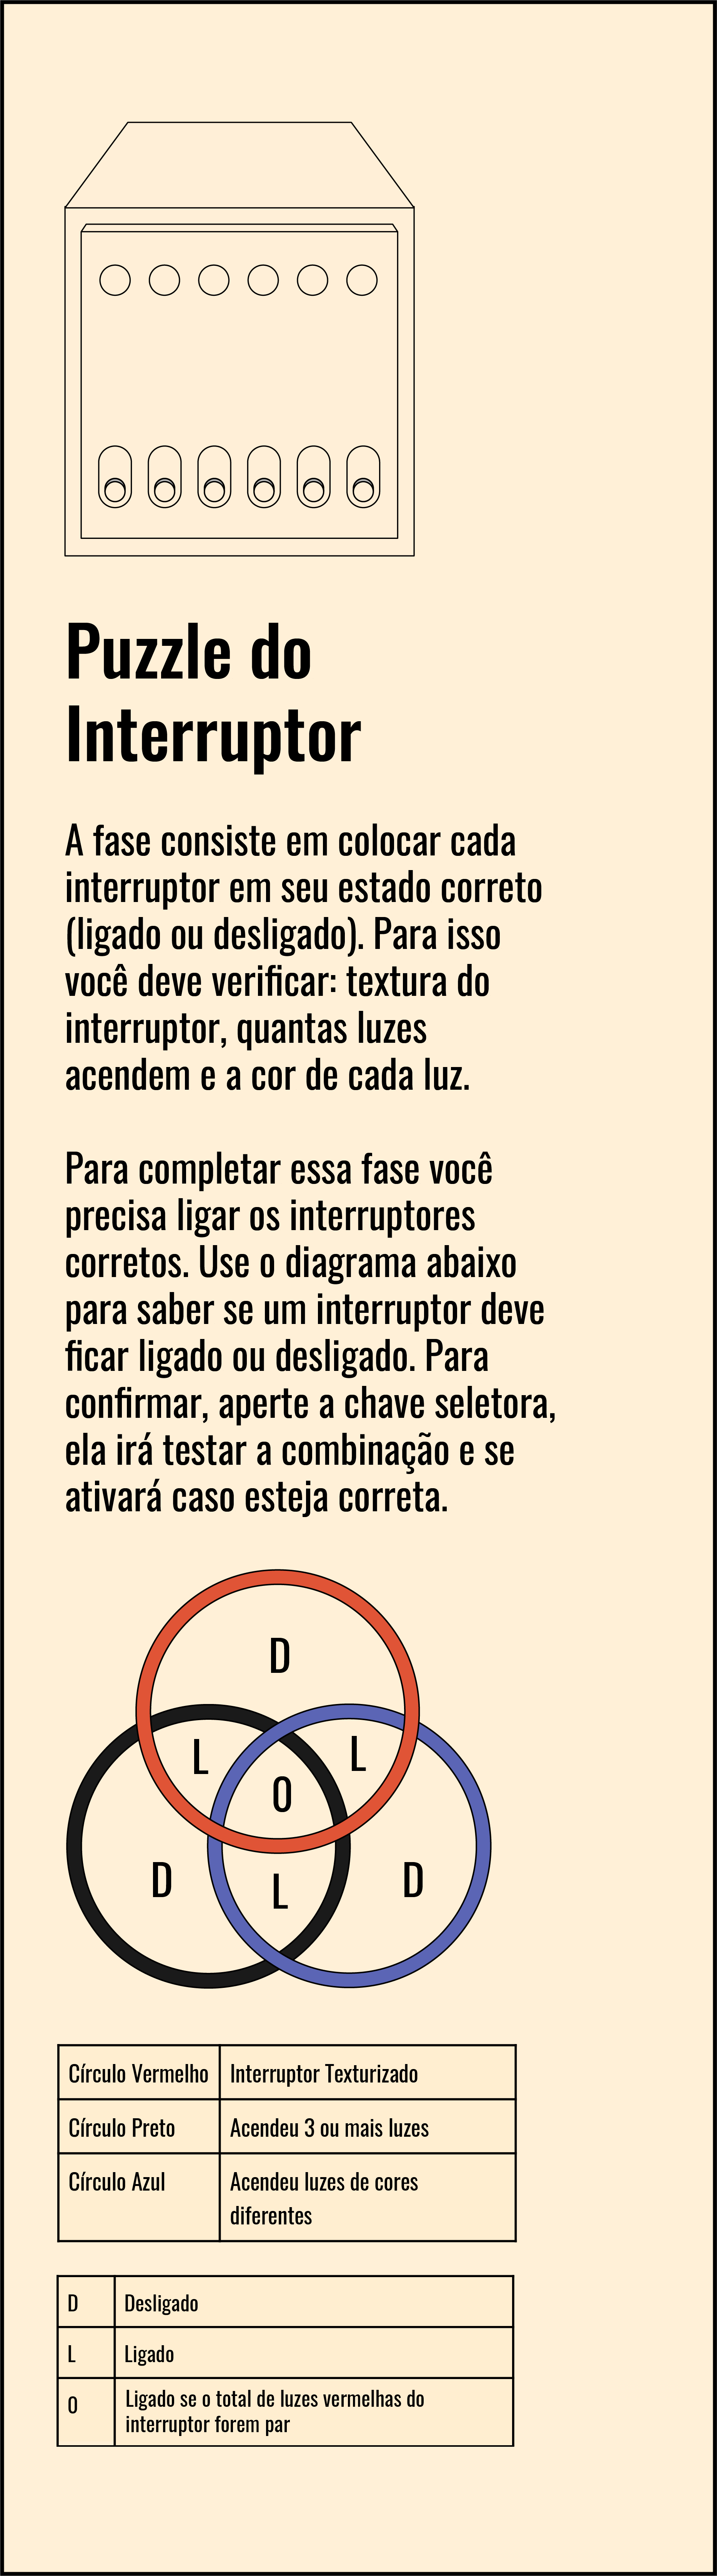 Puzzle do
Interruptor
A fase consiste em colocar cada
interruptor em seu estado correto
(ligado ou desligado). Para isso
você deve verificar: textura do
interruptor, quantas luzes
acendem e a cor de cada luz.
Para completar essa fase você
precisa ligar os interruptores
corretos. Use o diagrama abaixo
para saber se um interruptor deve
ficar ligado ou desligado. Para
confirmar, aperte a chave seletora,
ela irá testar a combinação e se
ativará caso esteja correta.
D
L
L
O
D
L
D
Círculo Vermelho Interruptor Texturizado
Círculo Preto Acendeu 3 ou mais luzes
Círculo Azul Acendeu luzes de cores
diferentes
D Desligado
L Ligado
O Ligado se o total de luzes vermelhas do
interruptor forem par